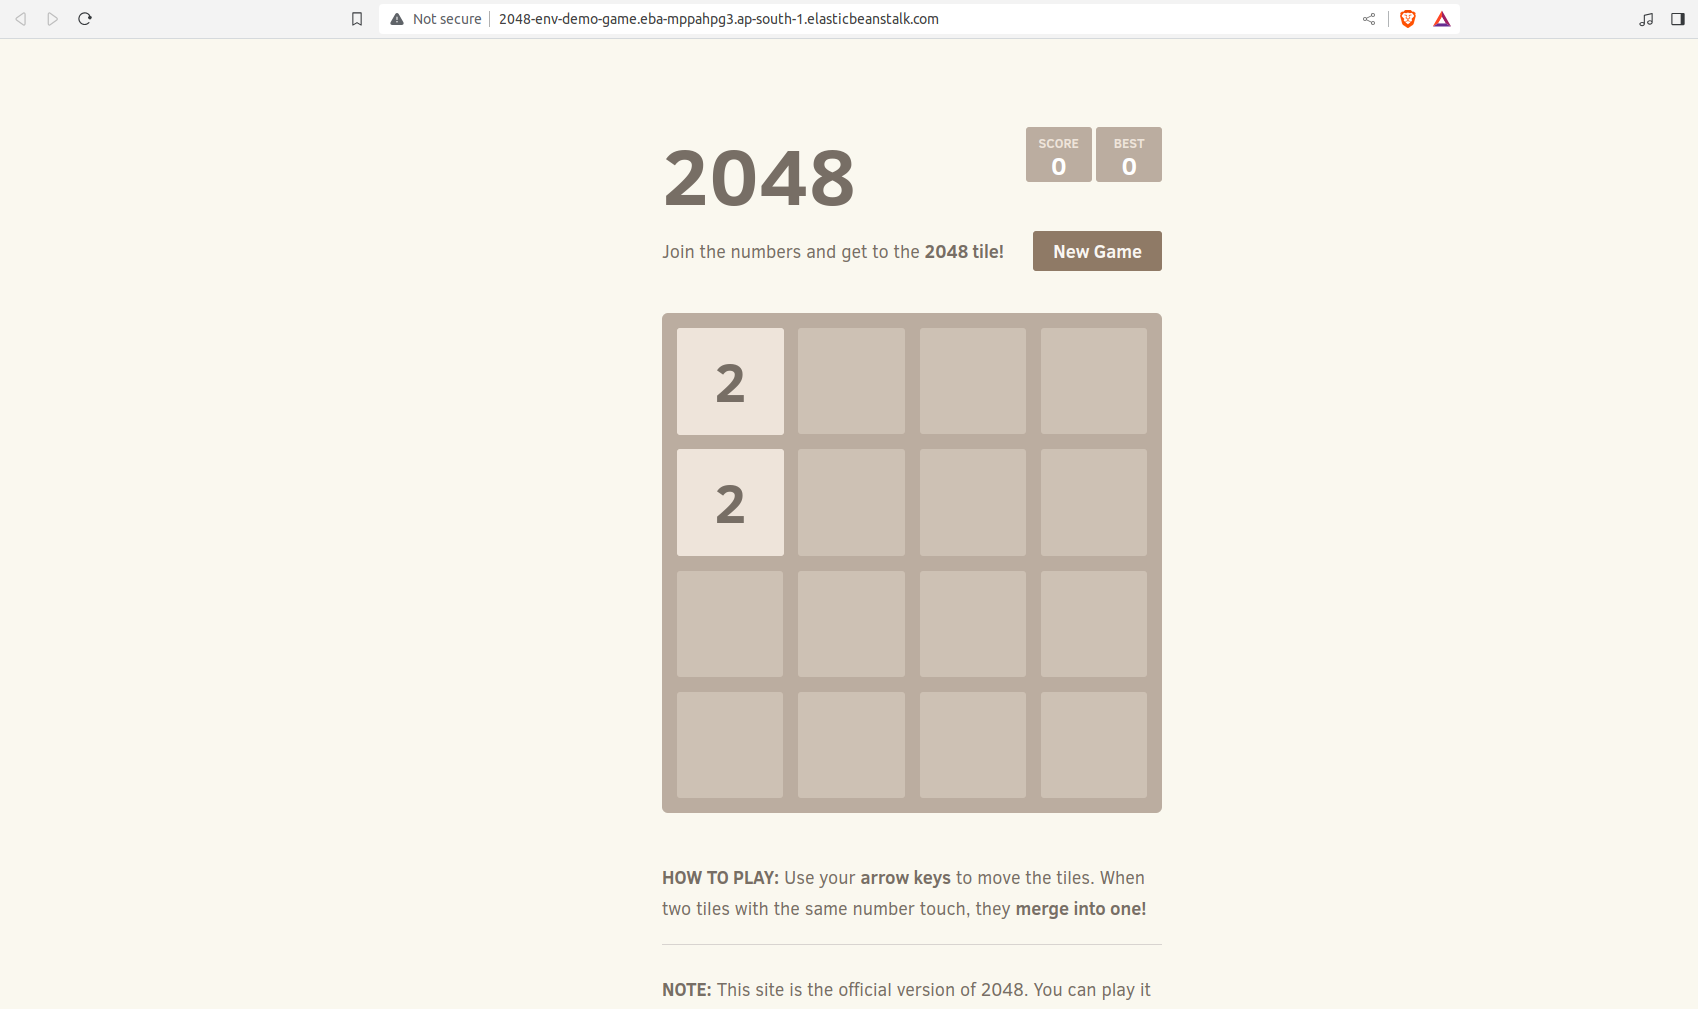 Not secure 2048-env-demo-game.eba-mppahpg3.ap-south-1.elasticbeanstalk.com
2048
SCORE
0
BEST
0
Join the numbers and get to the 2048 tile!
New Game
2
2
HOW TO PLAY: Use your arrow keys to move the tiles. When
two tiles with the same number touch, they merge into one!
NOTE: This site is the official version of 2048. You can play it